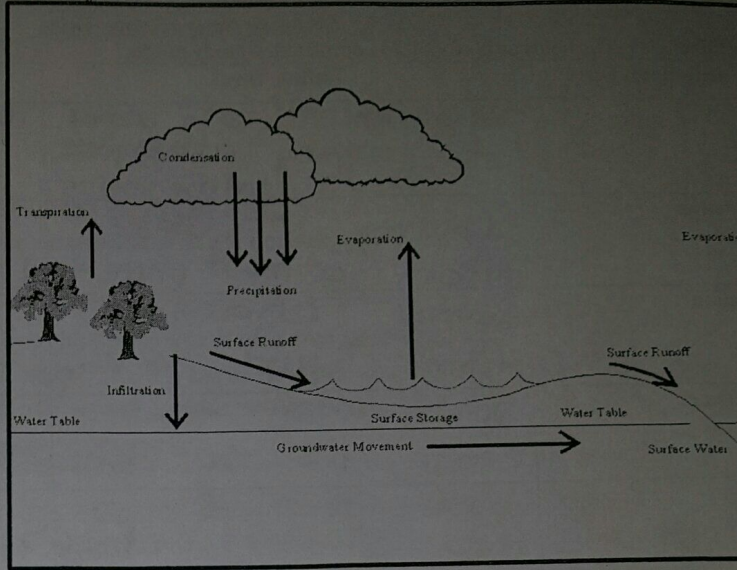 Condensation
Transpiration
Evaporation
Precipitation
Surface Runoff
Surface Runoff
Infiltration
Water Table
Surface Storage
Water Table
Groundwater Movement
Surface Water